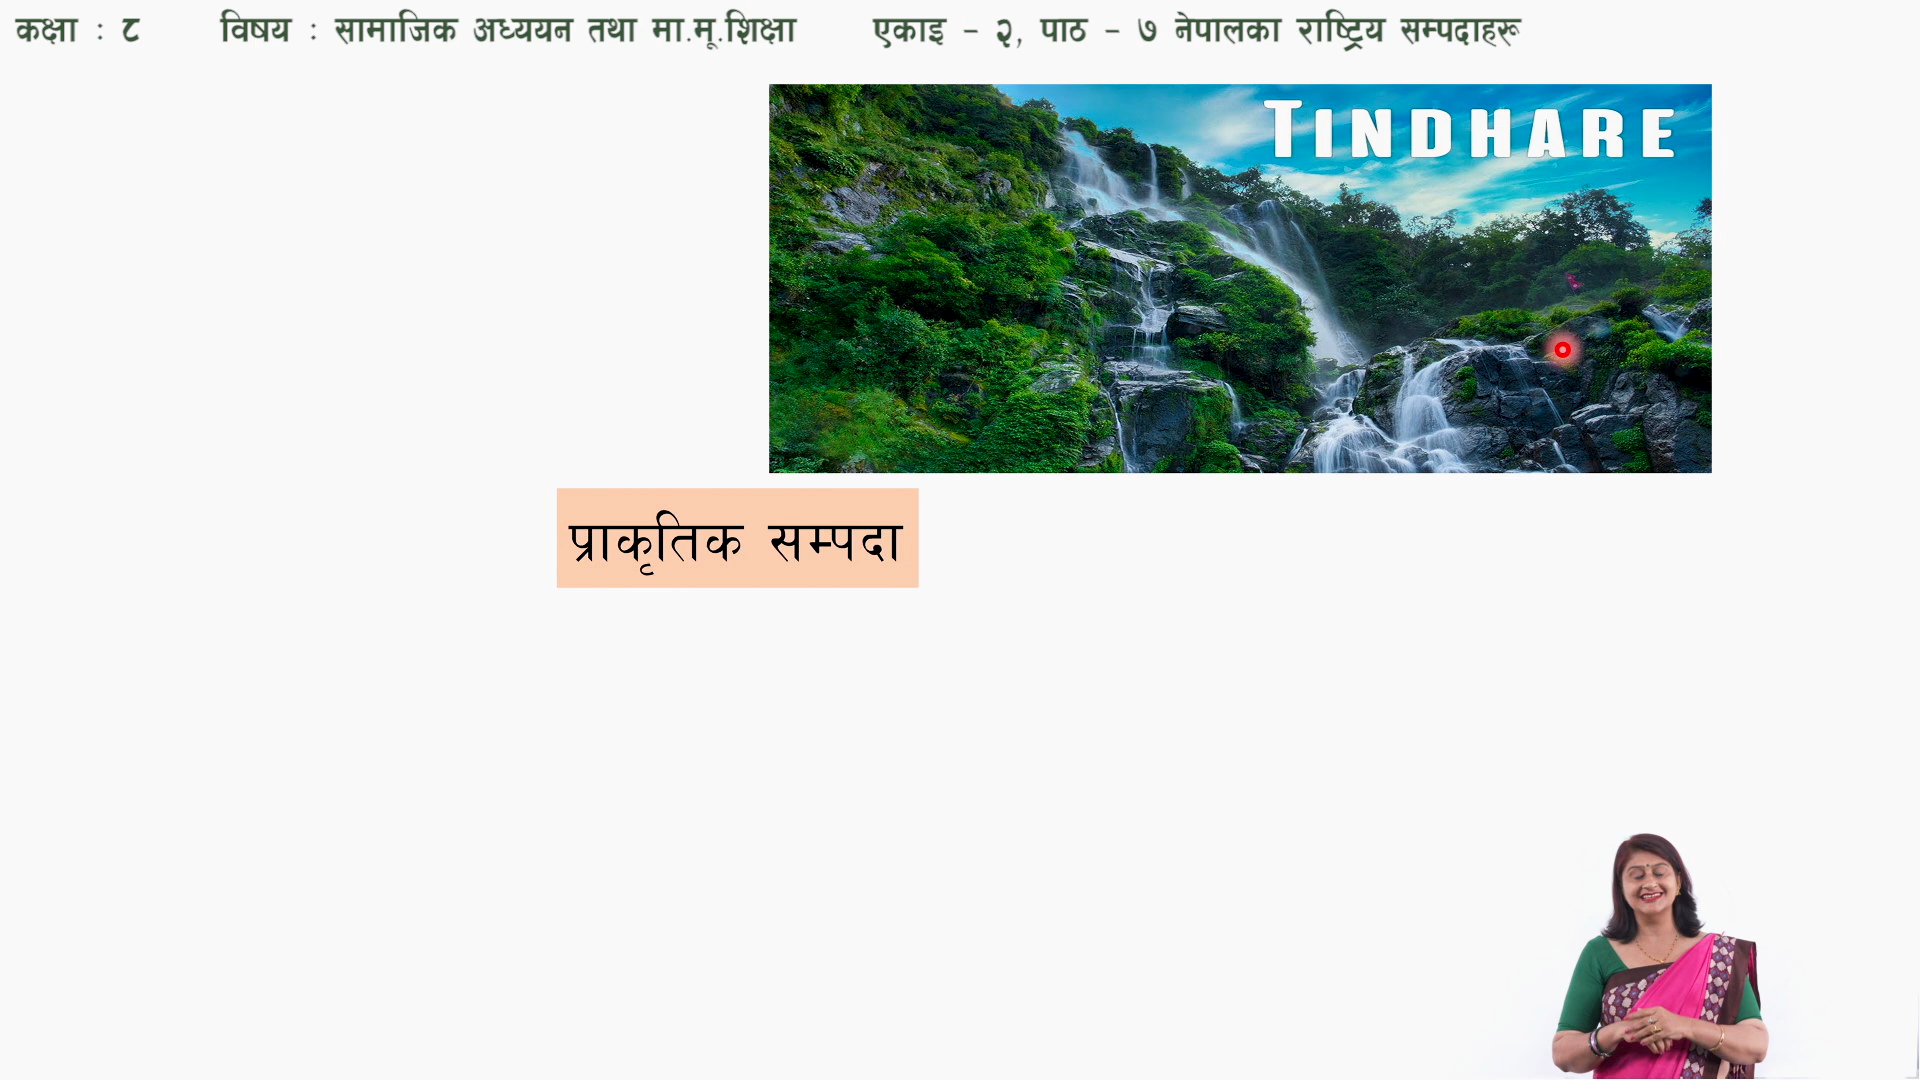 कक्षा : ८ विषय : सामाजिक अध्ययन तथा मा.मू.शिक्षा एकाइ - २, पाठ - ७ नेपालका राष्ट्रिय सम्पदाहरू
TINDHARE
प्राकृतिक सम्पदा